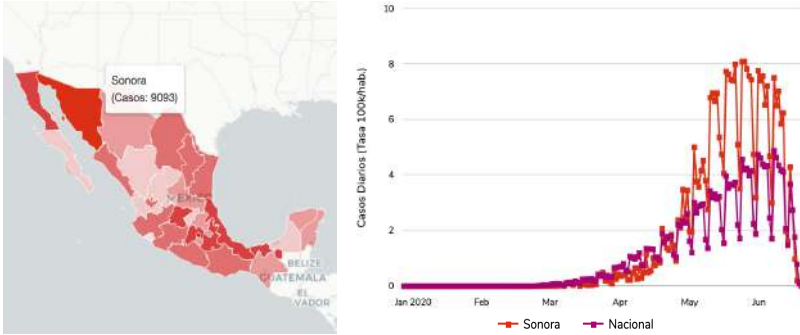 Sonora
(Casos: 9093)
MÉXICO
BELIZE
GUATEMALA
EL
VADOR
Casos Diarios (Tasa 100k/hab.)
10
8
6
4
2
0
Jan 2020 Feb Mar Apr May Jun
Sonora Nacional